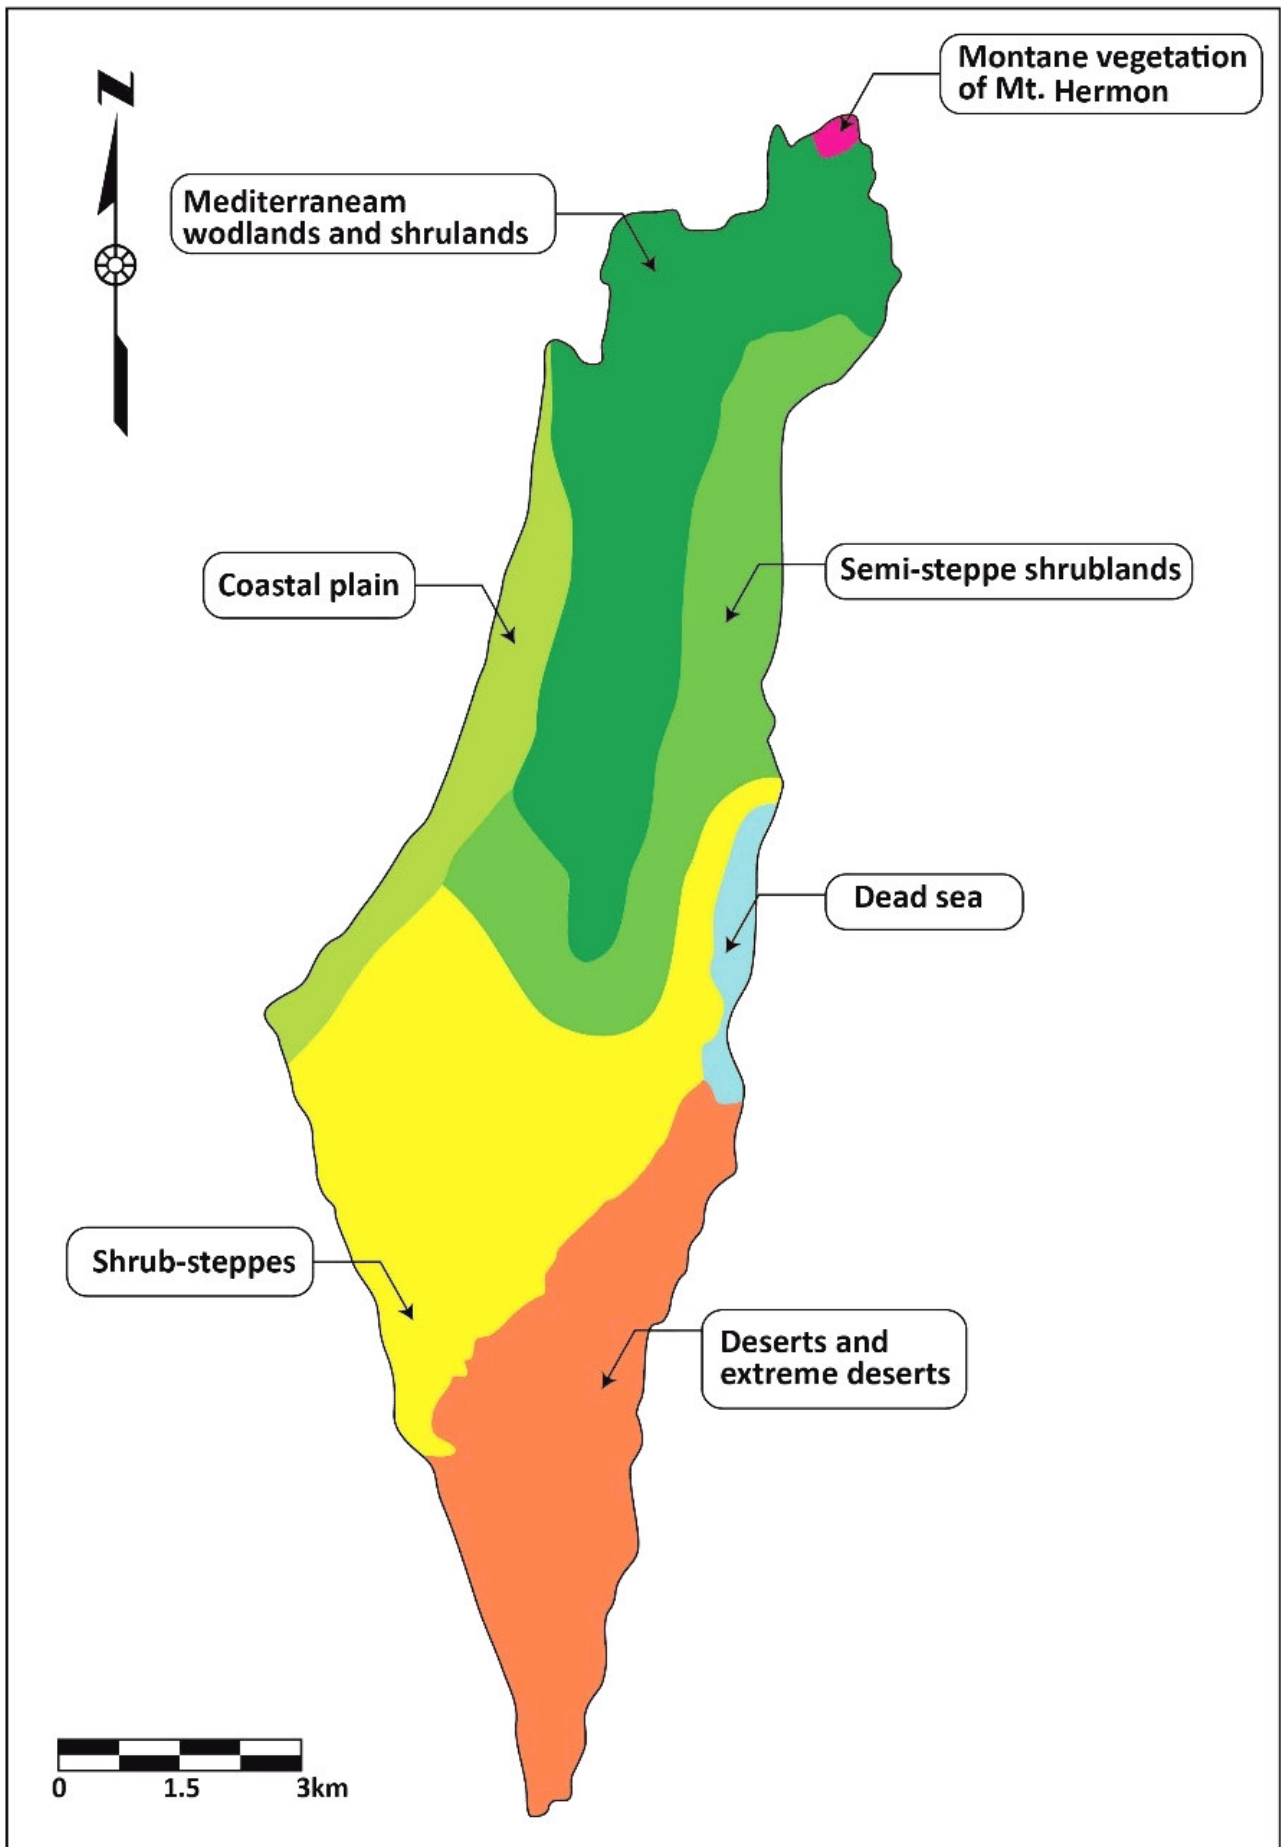 Montane vegetation
of Mt. Hermon
N
Mediterraneam
wodlands and shrulands
Coastal plain
Semi-steppe shrublands
Dead sea
Shrub-steppes
Deserts and
extreme deserts
0 1.5 3km